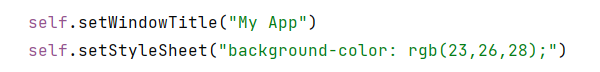 self.setWindowTitle("My App")
self.setStyleSheet("background-color: rgb(23,26,28);")